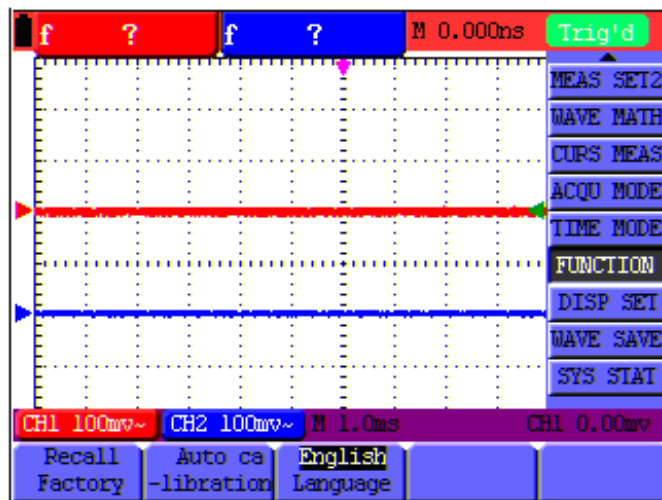 f ? f ? M 0.000ns Trig'd
MEAS SET2
WAVE MATH
CURS MEAS
ACQU MODE
TIME MODE
FUNCTION
DISP SET
WAVE SAVE
SYS STAT
CH1 100mv~ CH2 100mv~ M 1.0ms CH1 0.00mv
Recall Auto ca English
Factory -libration Language